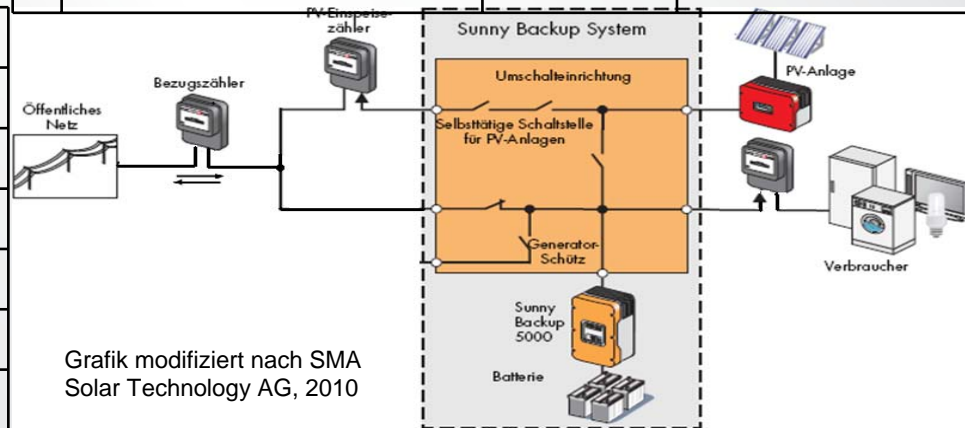 PV-Einspeise-
zähler
Sunny Backup System
Bezugszähler
Umschalteinrichtung
PV-Anlage
Öffentliches
Netz
Selbsttätige Schaltstelle
für PV-Anlagen
Generator-
Schütz
Verbraucher
Sunny
Backup
5000
Batterie
Grafik modifiziert nach SMA
Solar Technology AG, 2010